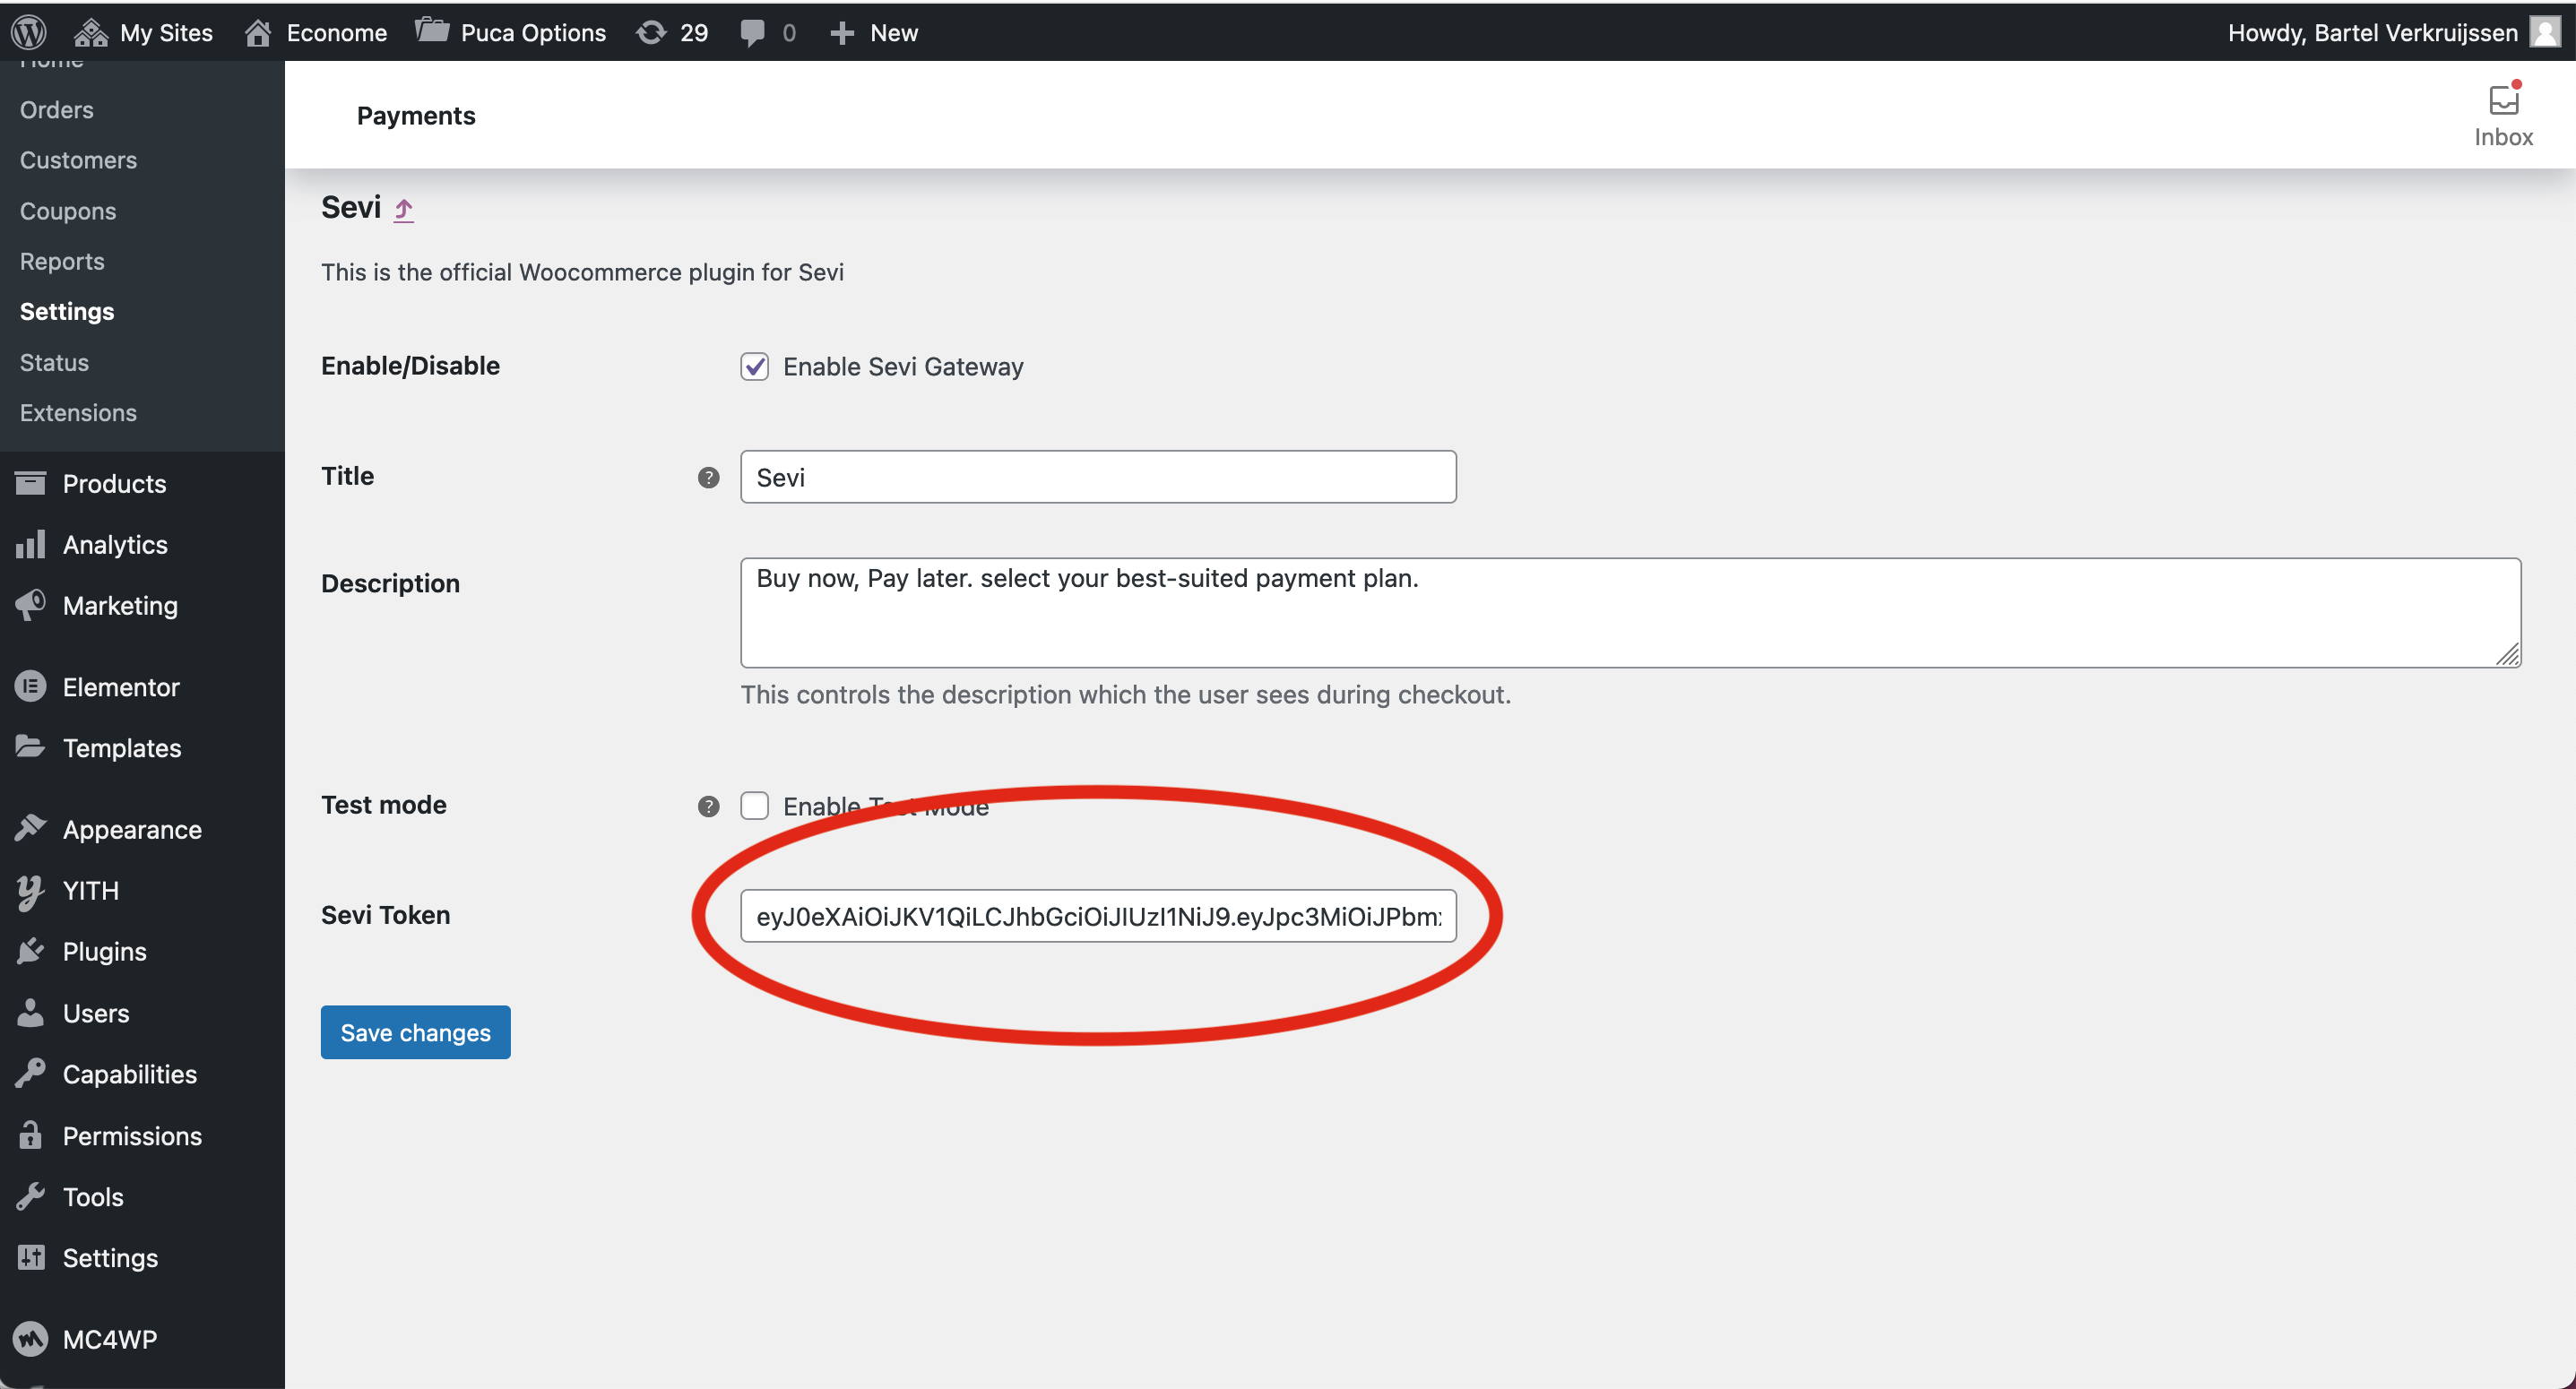 My Sites Econome Puca Options 29 0 New Howdy, Bartel Verkruijssen
Home
Orders
Customers
Coupons
Reports
Settings
Status
Extensions
Products
Analytics
Marketing
Elementor
Templates
Appearance
YITH
Plugins
Users
Capabilities
Permissions
Tools
Settings
MC4WP
Payments
Inbox
Sevi
This is the official Woocommerce plugin for Sevi
Enable/Disable Enable Sevi Gateway
Title Sevi
Description Buy now, Pay later. select your best-suited payment plan.
This controls the description which the user sees during checkout.
Test mode Enable Test Mode
Sevi Token eyJ0eXAiOiJKV1QiLCJhbGciOiJIUzI1NiJ9.eyJpc3MiOiJPbm
Save changes